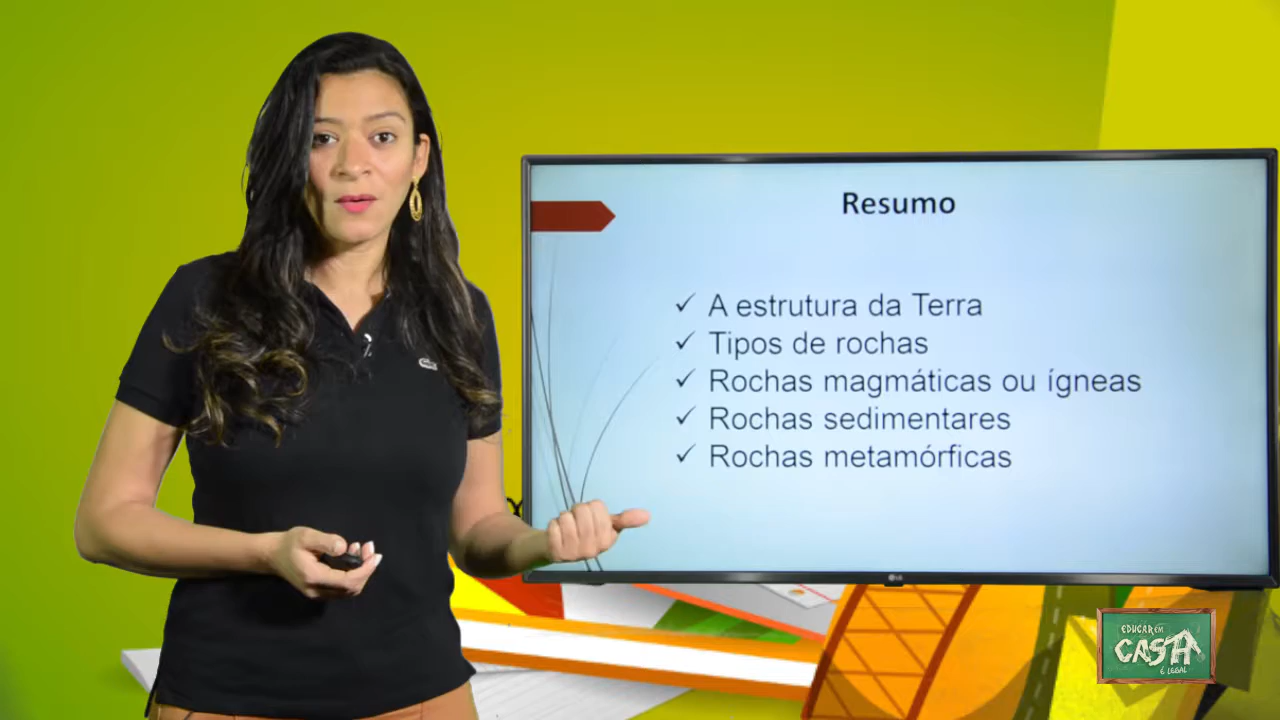 Resumo
✓ A estrutura da Terra
✓ Tipos de rochas
✓ Rochas magmáticas ou ígneas
✓ Rochas sedimentares
✓ Rochas metamórficas
LG
EDUCAR EM
CASA
É LEGAL